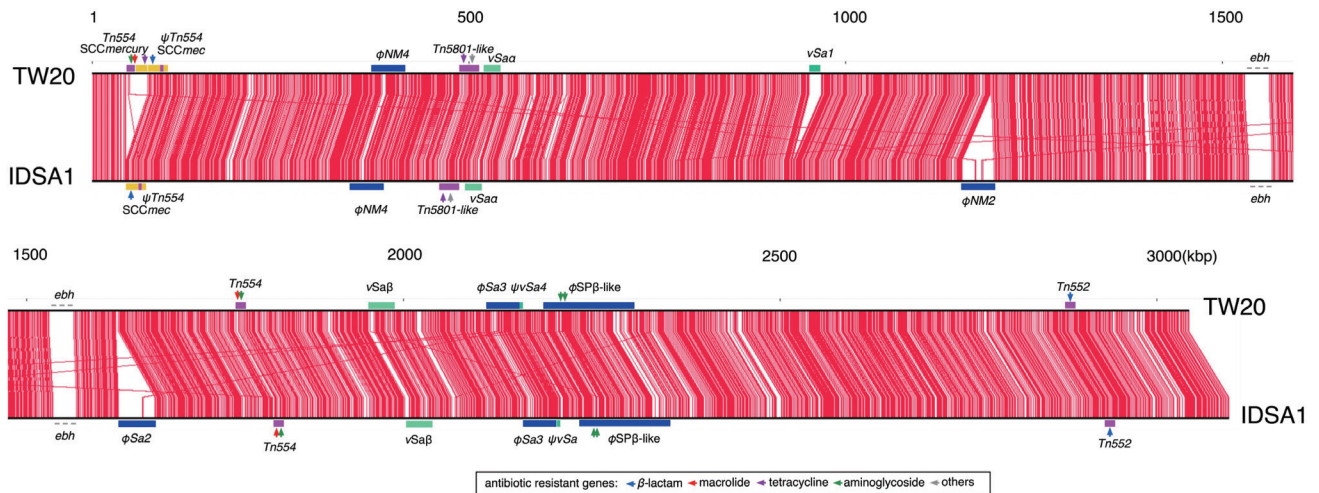 1 500 1000 1500
Tn554 ψTn554
SCCmercury SCCmec ϕNM4 Tn5801-like νSaα νSa1 ebh
TW20
IDSA1
ψTn554
SCCmec ϕNM4 Tn5801-like νSaα ϕNM2 ebh
1500 2000 2500 3000(kbp)
ebh Tn554 νSaβ ϕSa3 ψνSa4 ϕSPβ-like Tn552
TW20
IDSA1
ebh ϕSa2 Tn554 νSaβ ϕSa3 ψνSa ϕSPβ-like Tn552
antibiotic resistant genes: β-lactam macrolide tetracycline aminoglycoside others